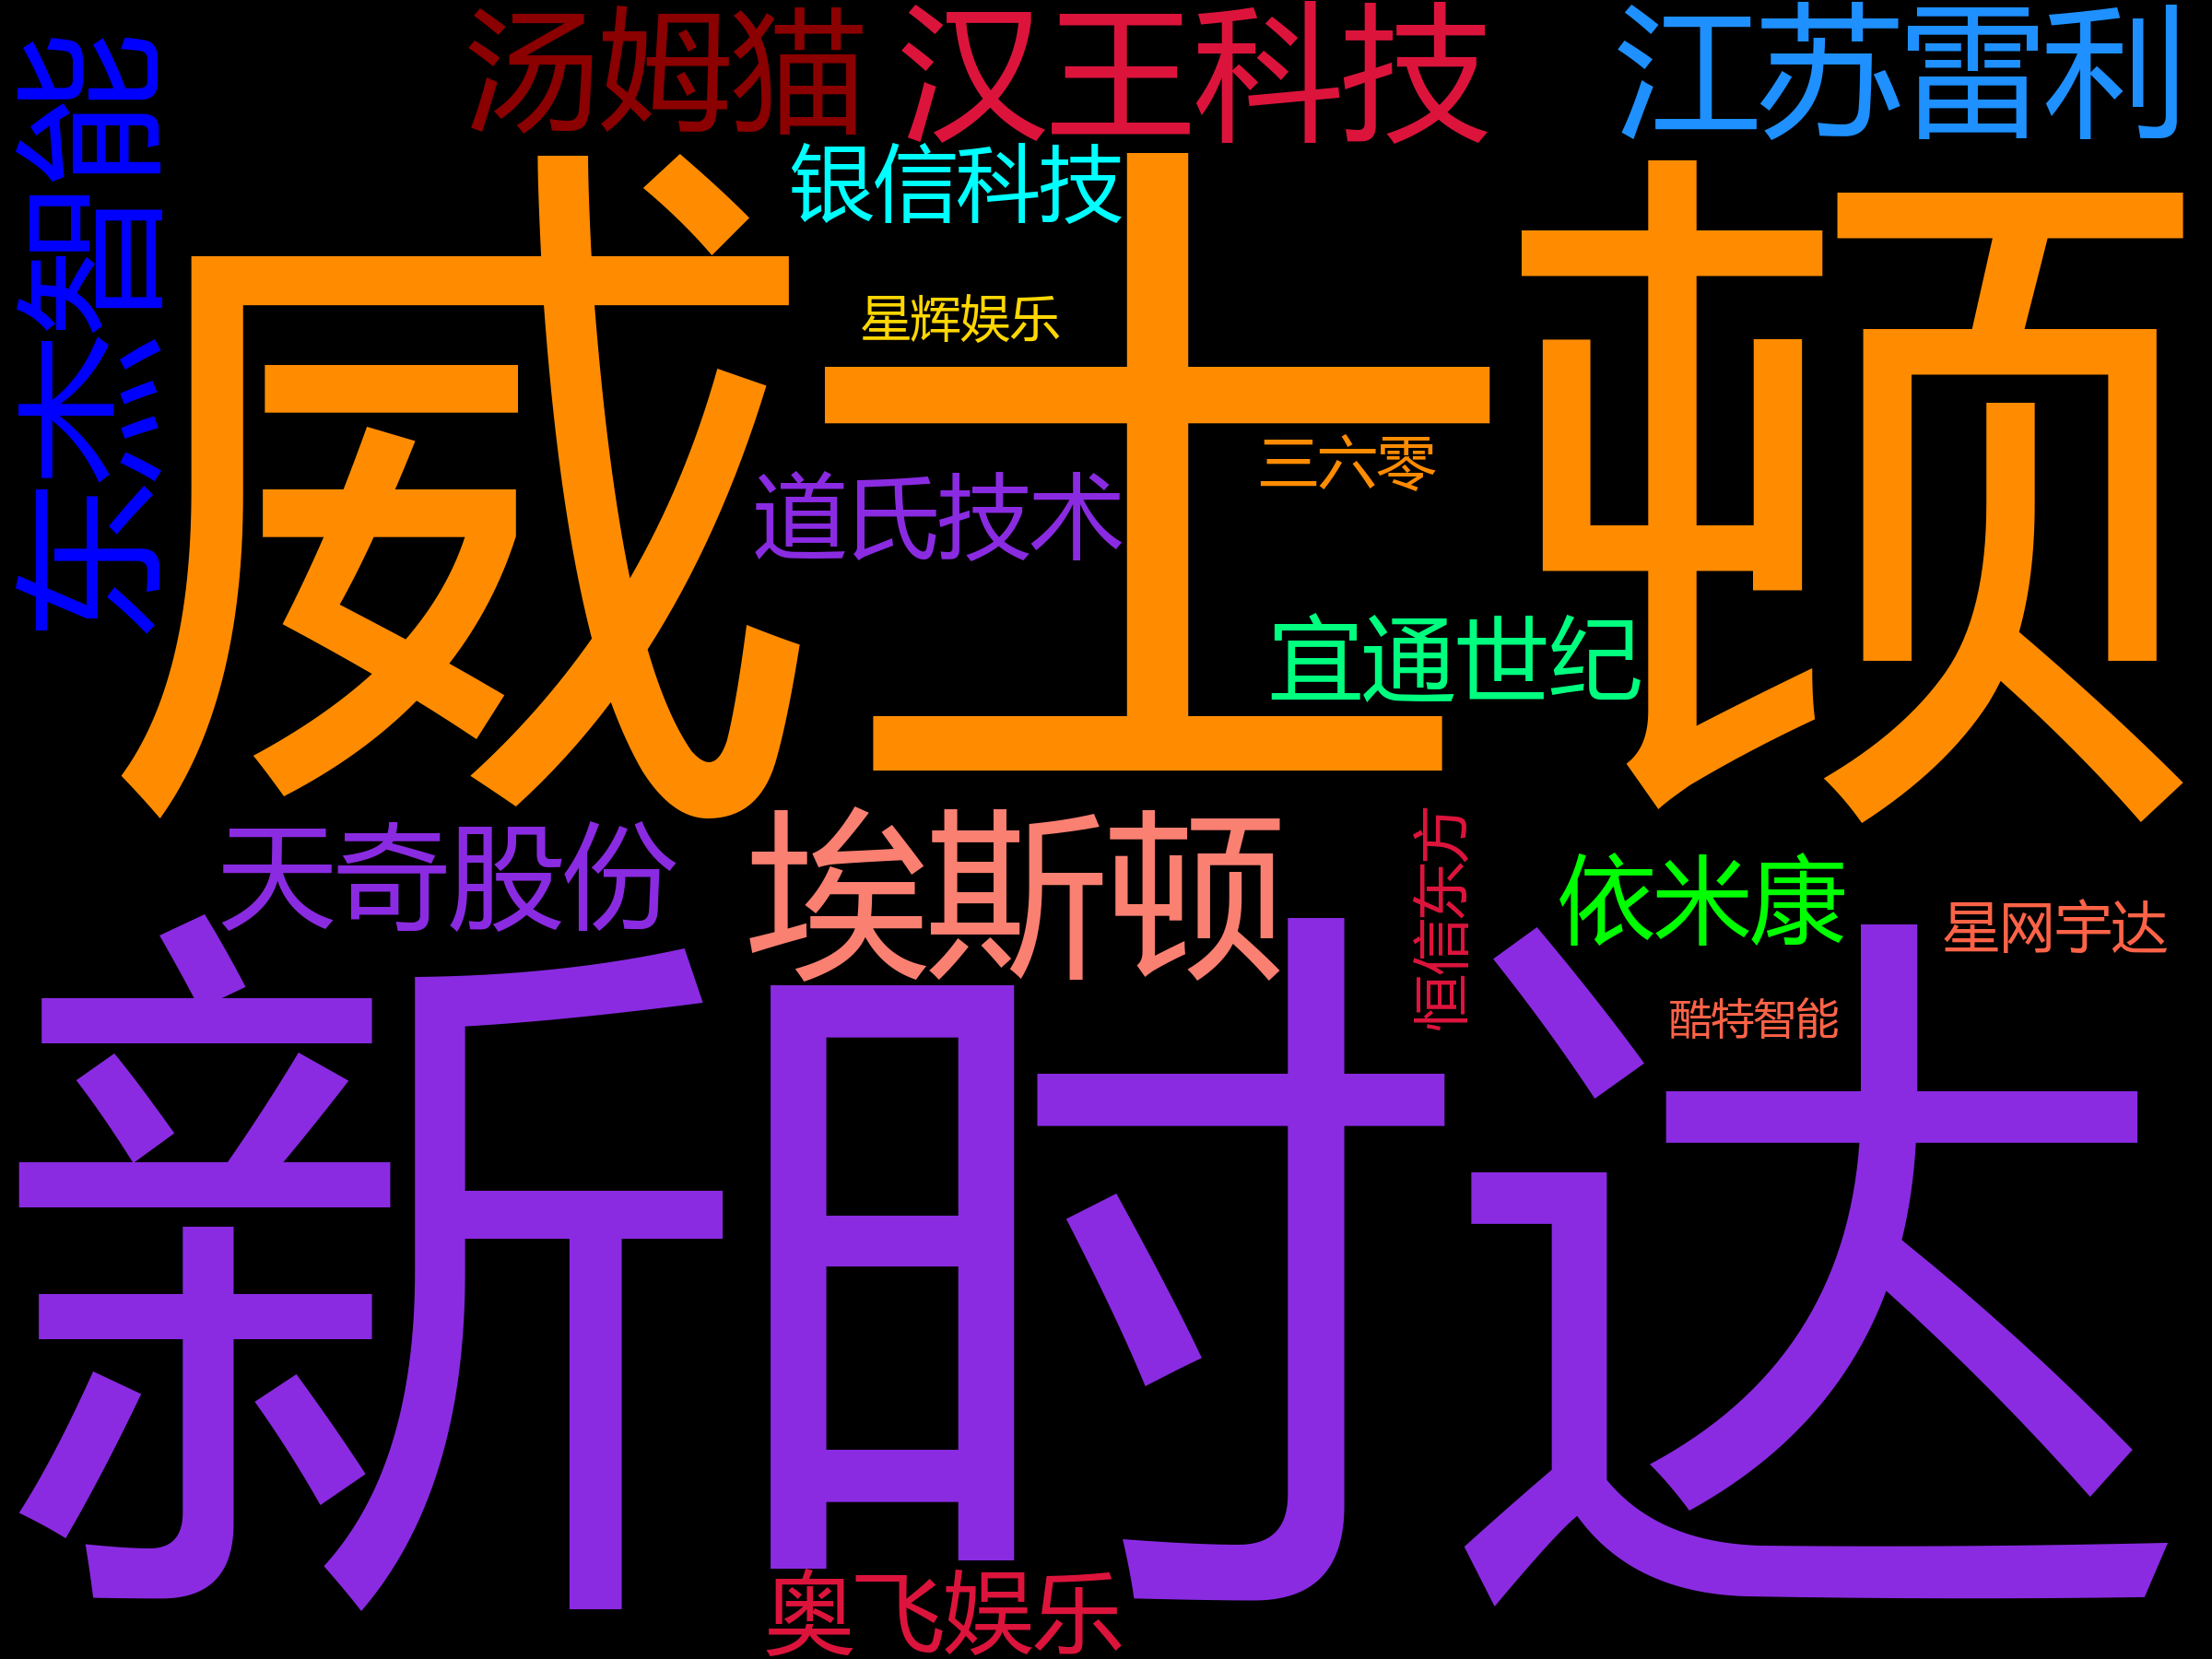 汤姆猫
汉王科技
江苏雷利
东杰智能
银信科技
威士顿
星辉娱乐
三六零
道氏技术
宜通世纪
天奇股份
埃斯顿
恒信东方
依米康
星网宇达
酷特智能
新时达
奥飞娱乐